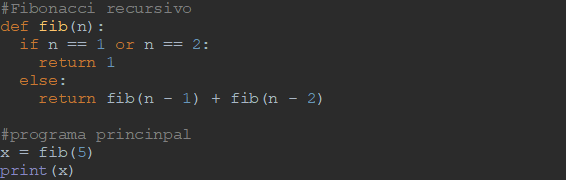 #Fibonacci recursivo
def fib(n):
  if n == 1 or n == 2:
    return 1
  else:
    return fib(n - 1) + fib(n - 2)

#programa princinpal
x = fib(5)
print(x)